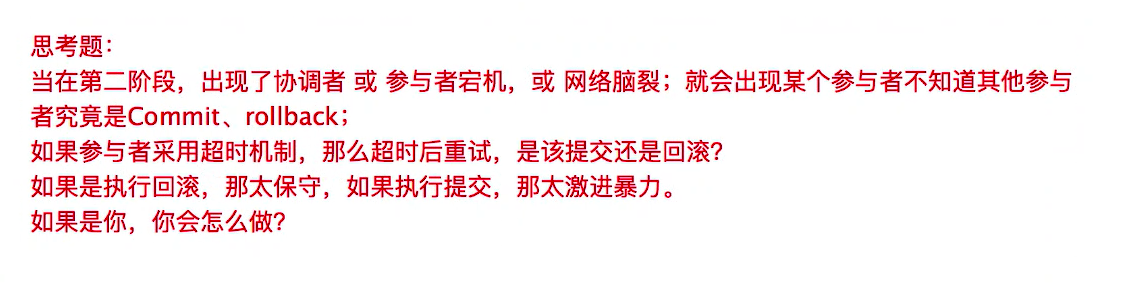 思考题：
当在第二阶段，出现了协调者 或 参与者宕机，或 网络脑裂；就会出现某个参与者不知道其他参与
者究竟是Commit、rollback；
如果参与者采用超时机制，那么超时后重试，是该提交还是回滚？
如果是执行回滚，那太保守，如果执行提交，那太激进暴力。
如果是你，你会怎么做？